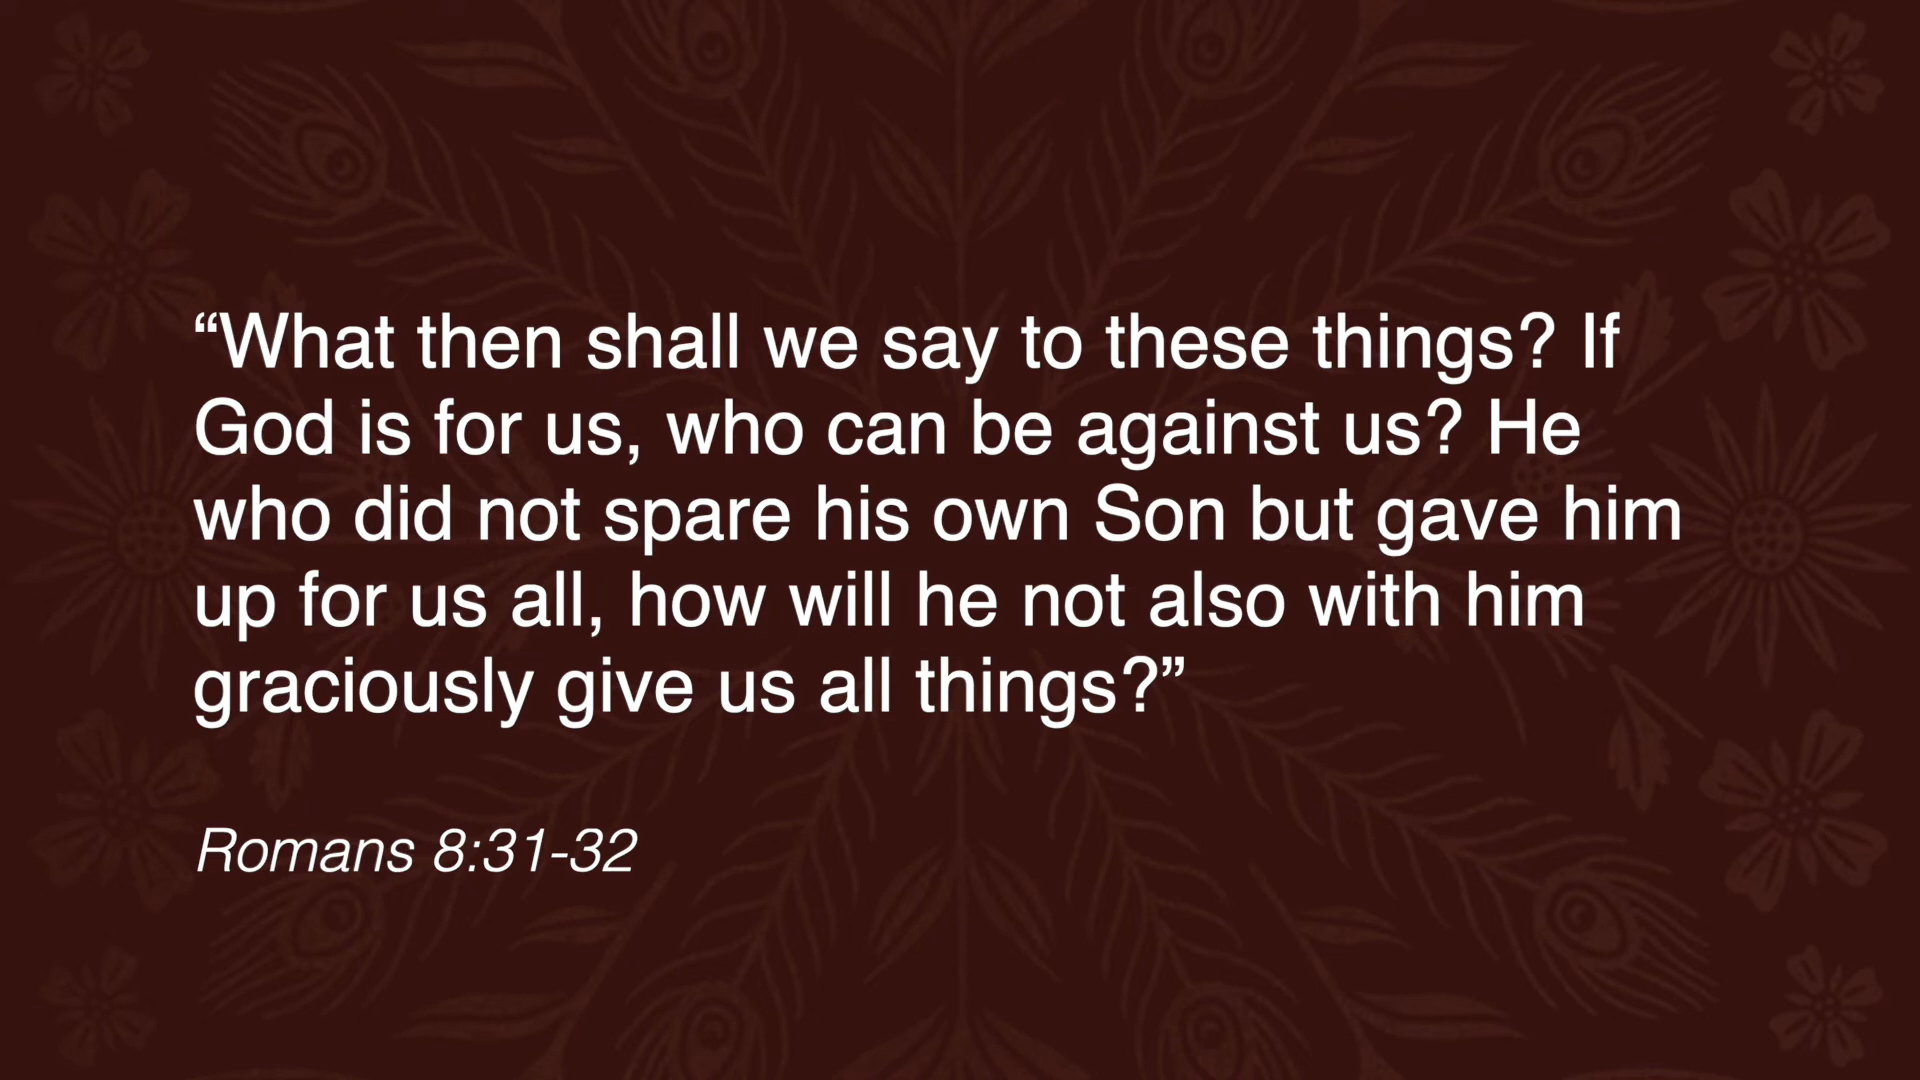 “What then shall we say to these things? If
God is for us, who can be against us? He
who did not spare his own Son but gave him
up for us all, how will he not also with him
graciously give us all things?”
Romans 8:31-32